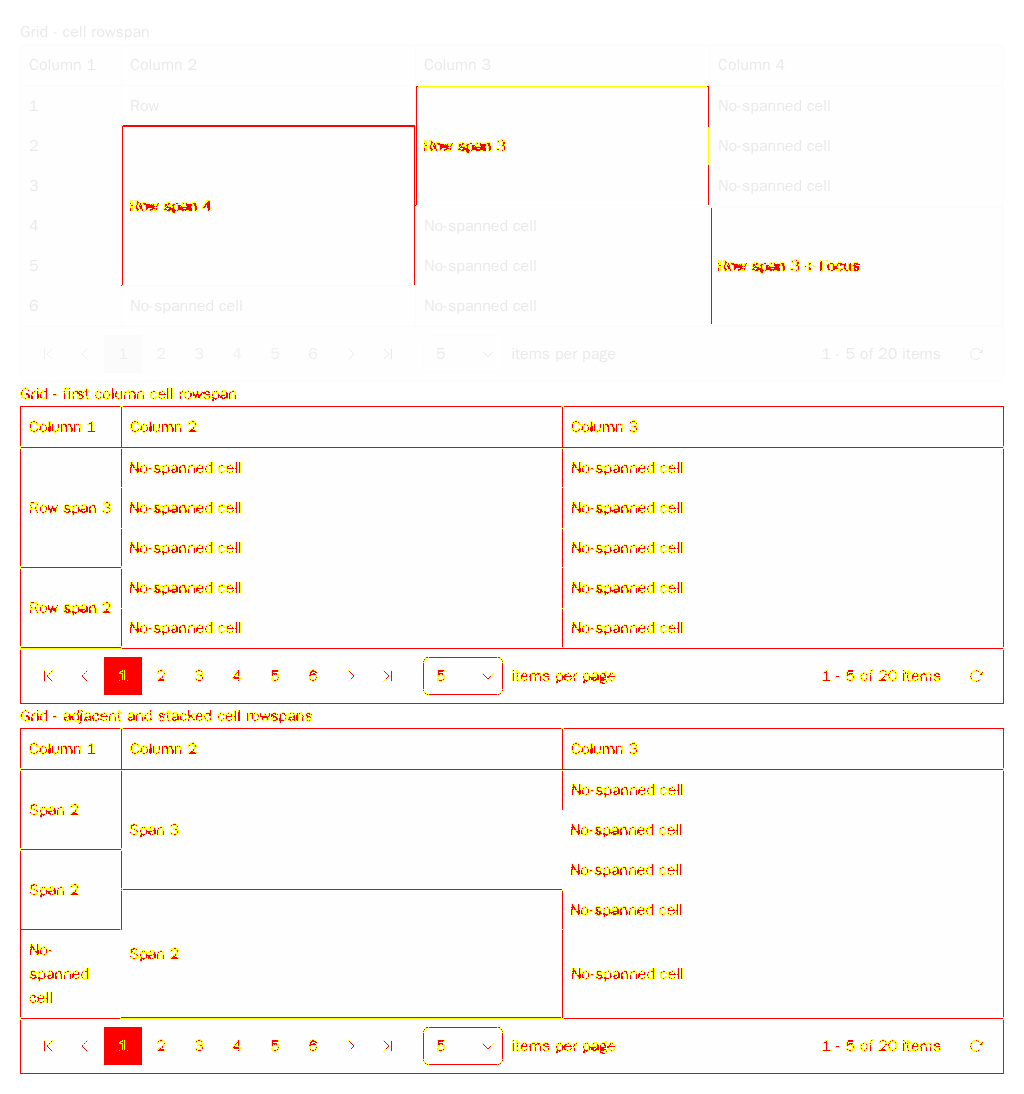 Grid - cell rowspan
Column 1 Column 2 Column 3 Column 4
1 Row No-spanned cell
2 Row span 3 No-spanned cell
3 No-spanned cell
Row span 4
4 No-spanned cell
5 No-spanned cell Row span 3 + Focus
6 No-spanned cell No-spanned cell
1 2 3 4 5 6 5 items per page 1 - 5 of 20 items
Grid - first column cell rowspan
Column 1 Column 2 Column 3
No-spanned cell No-spanned cell
Row span 3 No-spanned cell No-spanned cell
No-spanned cell No-spanned cell
No-spanned cell No-spanned cell
Row span 2
No-spanned cell No-spanned cell
1 2 3 4 5 6 5 items per page 1 - 5 of 20 items
Grid - adjacent and stacked cell rowspans
Column 1 Column 2 Column 3
No-spanned cell
Span 2
Span 3 No-spanned cell
No-spanned cell
Span 2
No-spanned cell
No-
Span 2
spanned No-spanned cell
cell
1 2 3 4 5 6 5 items per page 1 - 5 of 20 items